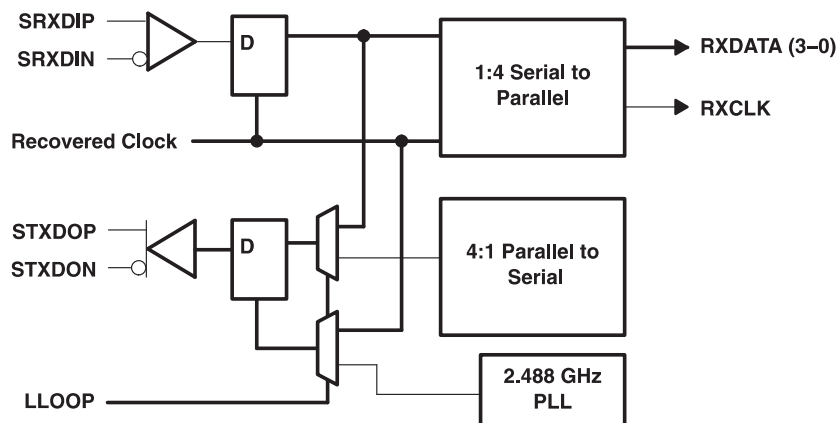 SRXDIP
SRXDIN
D
1:4 Serial to
Parallel
RXDATA (3–0)
RXCLK
Recovered Clock
STXDOP
STXDON
D
4:1 Parallel to
Serial
2.488 GHz
PLL
LLOOP